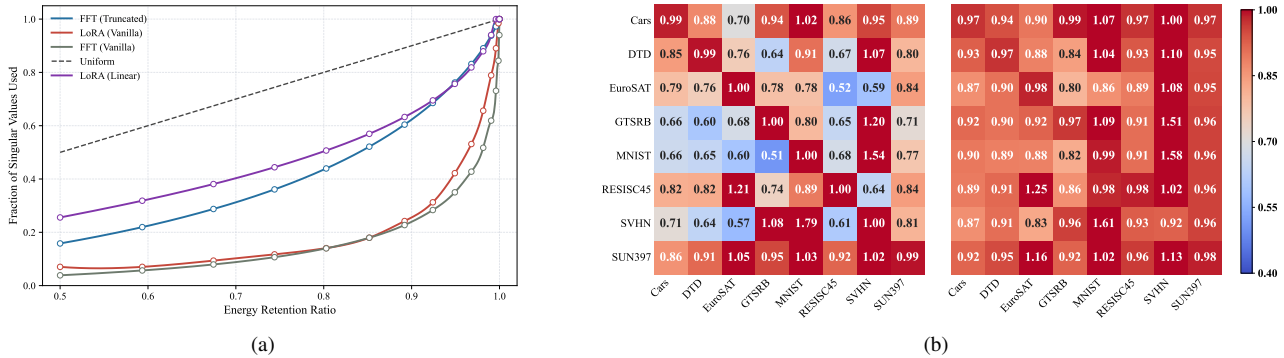 Fraction of Singular Values Used
1.0
0.8
0.6
0.4
0.2
0.0
FFT (Truncated)
LoRA (Vanilla)
FFT (Vanilla)
Uniform
LoRA (Linear)
0.5 0.6 0.7 0.8 0.9 1.0
Energy Retention Ratio
(a)
Cars 0.99 0.88 0.70 0.94 1.02 0.86 0.95 0.89
DTD 0.85 0.99 0.76 0.64 0.91 0.67 1.07 0.80
EuroSAT 0.79 0.76 1.00 0.78 0.78 0.52 0.59 0.84
GTSRB 0.66 0.60 0.68 1.00 0.80 0.65 1.20 0.71
MNIST 0.66 0.65 0.60 0.51 1.00 0.68 1.54 0.77
RESISC45 0.82 0.82 1.21 0.74 0.89 1.00 0.64 0.84
SVHN 0.71 0.64 0.57 1.08 1.79 0.61 1.00 0.81
SUN397 0.86 0.91 1.05 0.95 1.03 0.92 1.02 0.99
Cars DTD EuroSAT GTSRB MNIST RESISC45 SVHN SUN397
0.97 0.94 0.90 0.99 1.07 0.97 1.00 0.97
0.93 0.97 0.88 0.84 1.04 0.93 1.10 0.95
0.87 0.90 0.98 0.80 0.86 0.89 1.08 0.95
0.92 0.90 0.92 0.97 1.09 0.91 1.51 0.96
0.90 0.89 0.88 0.82 0.99 0.91 1.58 0.96
0.89 0.91 1.25 0.86 0.98 0.98 1.02 0.96
0.87 0.91 0.83 0.96 1.61 0.93 0.92 0.96
0.92 0.95 1.16 0.92 1.02 0.96 1.13 0.98
Cars DTD EuroSAT GTSRB MNIST RESISC45 SVHN SUN397
1.00
0.85
0.70
0.55
0.40
(b)